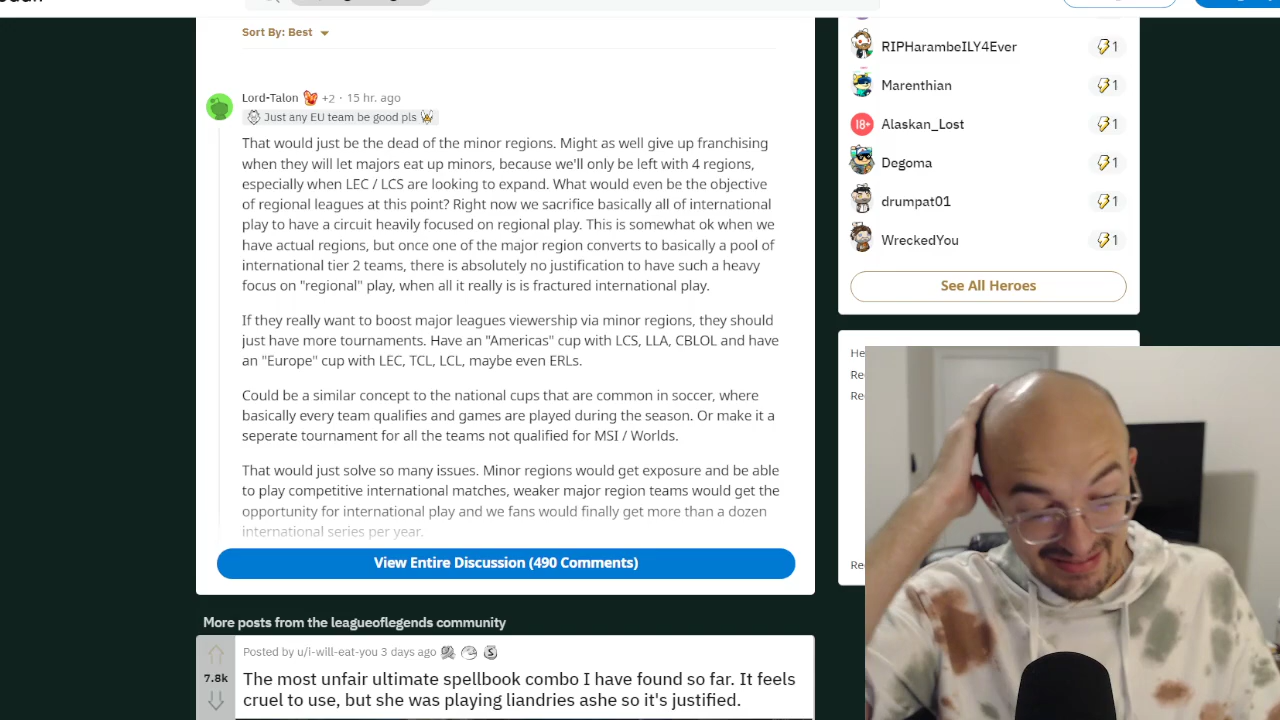 Sort By: Best
Lord-Talon +2 · 15 hr. ago
Just any EU team be good pls
That would just be the dead of the minor regions. Might as well give up franchising
when they will let majors eat up minors, because we'll only be left with 4 regions,
especially when LEC / LCS are looking to expand. What would even be the objective
of regional leagues at this point? Right now we sacrifice basically all of international
play to have a circuit heavily focused on regional play. This is somewhat ok when we
have actual regions, but once one of the major region converts to basically a pool of
international tier 2 teams, there is absolutely no justification to have such a heavy
focus on "regional" play, when all it really is is fractured international play.
If they really want to boost major leagues viewership via minor regions, they should
just have more tournaments. Have an "Americas" cup with LCS, LLA, CBLOL and have
an "Europe" cup with LEC, TCL, LCL, maybe even ERLs.
Could be a similar concept to the national cups that are common in soccer, where
basically every team qualifies and games are played during the season. Or make it a
seperate tournament for all the teams not qualified for MSI / Worlds.
That would just solve so many issues. Minor regions would get exposure and be able
to play competitive international matches, weaker major region teams would get the
opportunity for international play and we fans would finally get more than a dozen
international series per year.
View Entire Discussion (490 Comments)
More posts from the leagueoflegends community
Posted by u/i-will-eat-you 3 days ago
7.8k
The most unfair ultimate spellbook combo I have found so far. It feels
cruel to use, but she was playing liandries ashe so it's justified.
RIPHarambeILY4Ever 1
Marenthian 1
18+ Alaskan_Lost 1
Degoma 1
drumpat01 1
WreckedYou 1
See All Heroes
He
Re
Re
Re